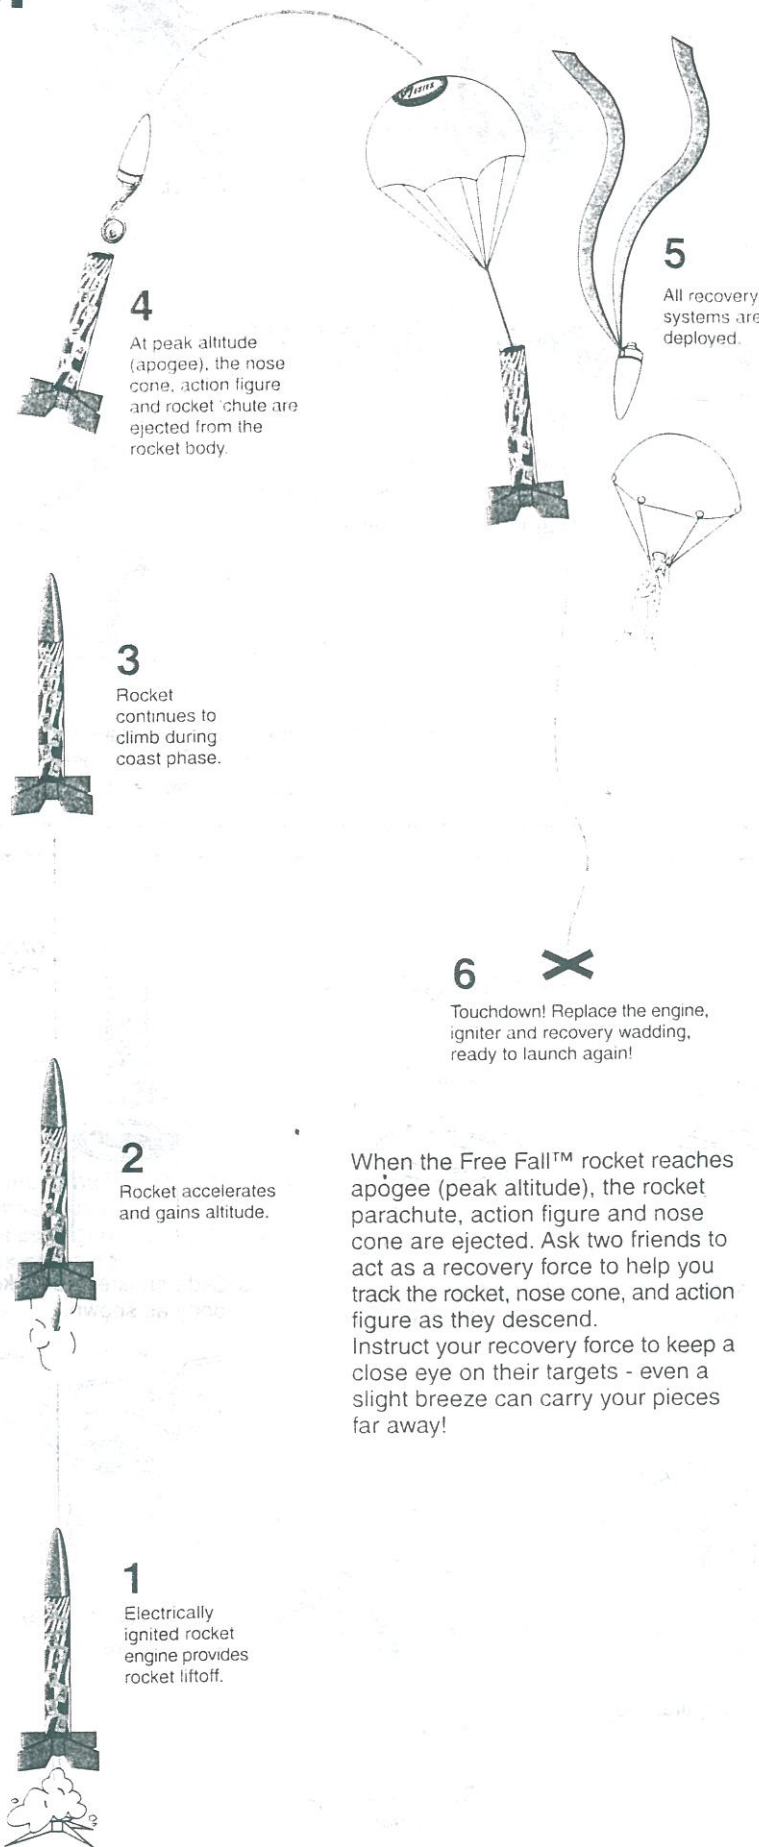 ESTES
4
At peak altitude
(apogee), the nose
cone, action figure
and rocket 'chute are
ejected from the
rocket body.
5
All recovery
systems are
deployed.
3
Rocket
continues to
climb during
coast phase.
6
Touchdown! Replace the engine,
igniter and recovery wadding,
ready to launch again!
2
Rocket accelerates
and gains altitude.
When the Free Fall™ rocket reaches
apogee (peak altitude), the rocket
parachute, action figure and nose
cone are ejected. Ask two friends to
act as a recovery force to help you
track the rocket, nose cone, and action
figure as they descend.
Instruct your recovery force to keep a
close eye on their targets - even a
slight breeze can carry your pieces
far away!
1
Electrically
ignited rocket
engine provides
rocket liftoff.